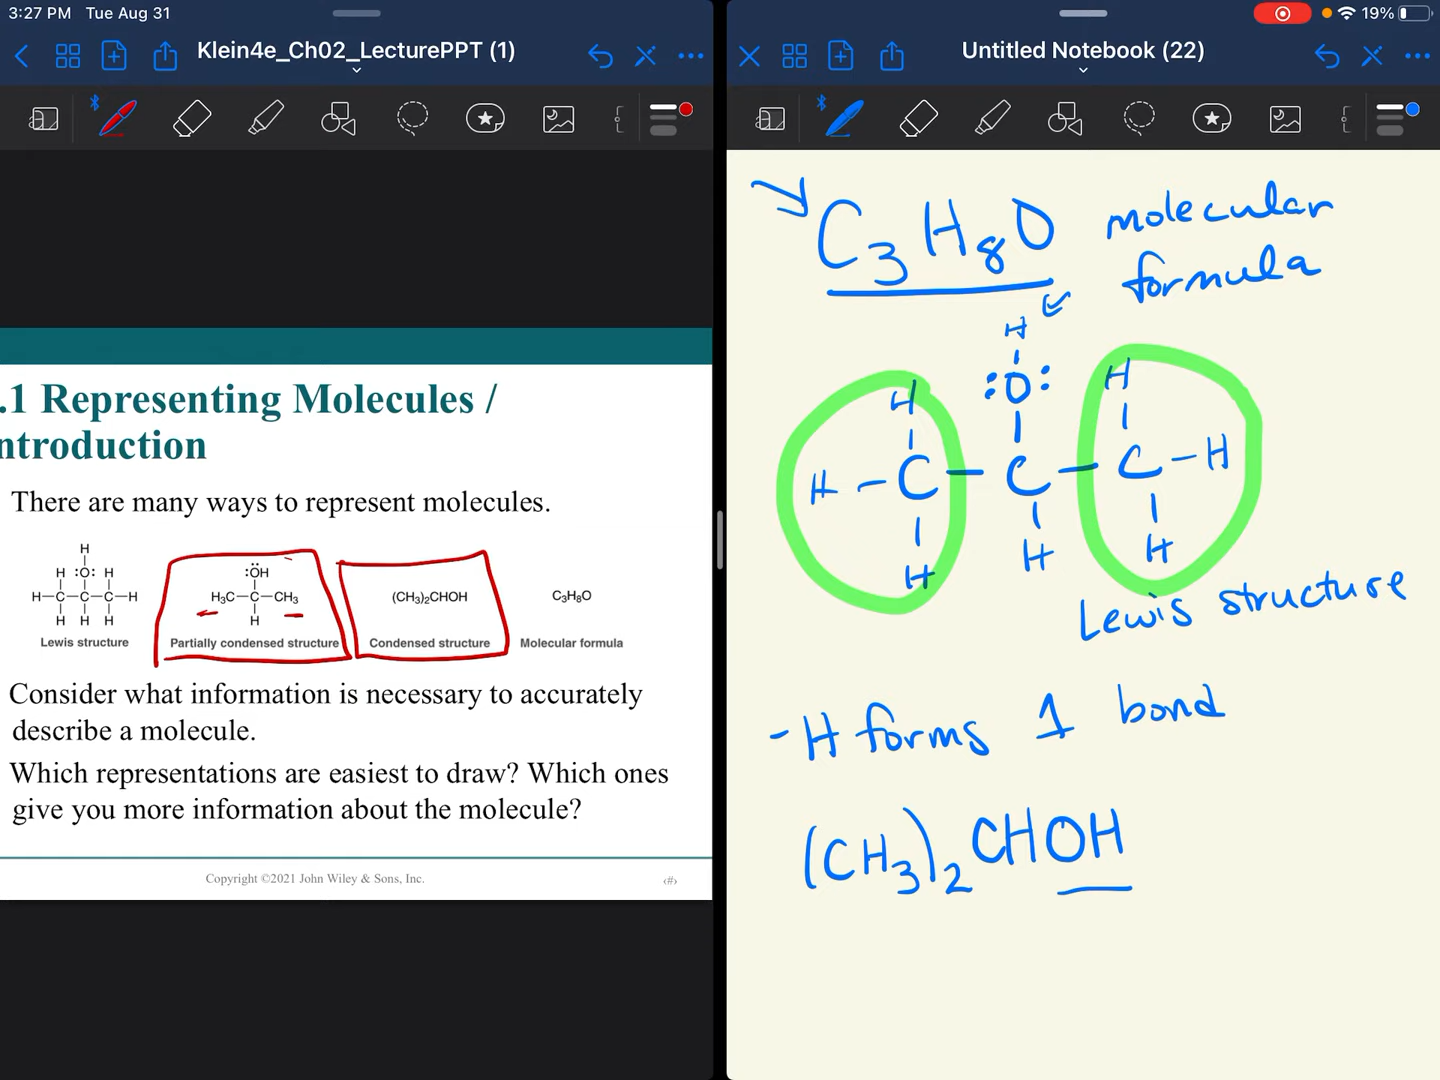 3:27 PM Tue Aug 31
19%
Klein4e_Ch02_LecturePPT (1)
Untitled Notebook (22)
.1 Representing Molecules /
ntroduction
There are many ways to represent molecules.
H
H :O: H
H—C—C—C—H
H H H
Lewis structure
:ÖH
H₃C—C—CH₃
H
Partially condensed structure
(CH₃)₂CHOH
Condensed structure
C₃H₈O
Molecular formula
Consider what information is necessary to accurately
describe a molecule.
Which representations are easiest to draw? Which ones
give you more information about the molecule?
Copyright ©2021 John Wiley & Sons, Inc.
‹#›
C₃H₈O molecular
formula
H
H :O: H
H – C – C – C – H
H H H
Lewis structure
- H forms 1 bond
(CH₃)₂CHOH